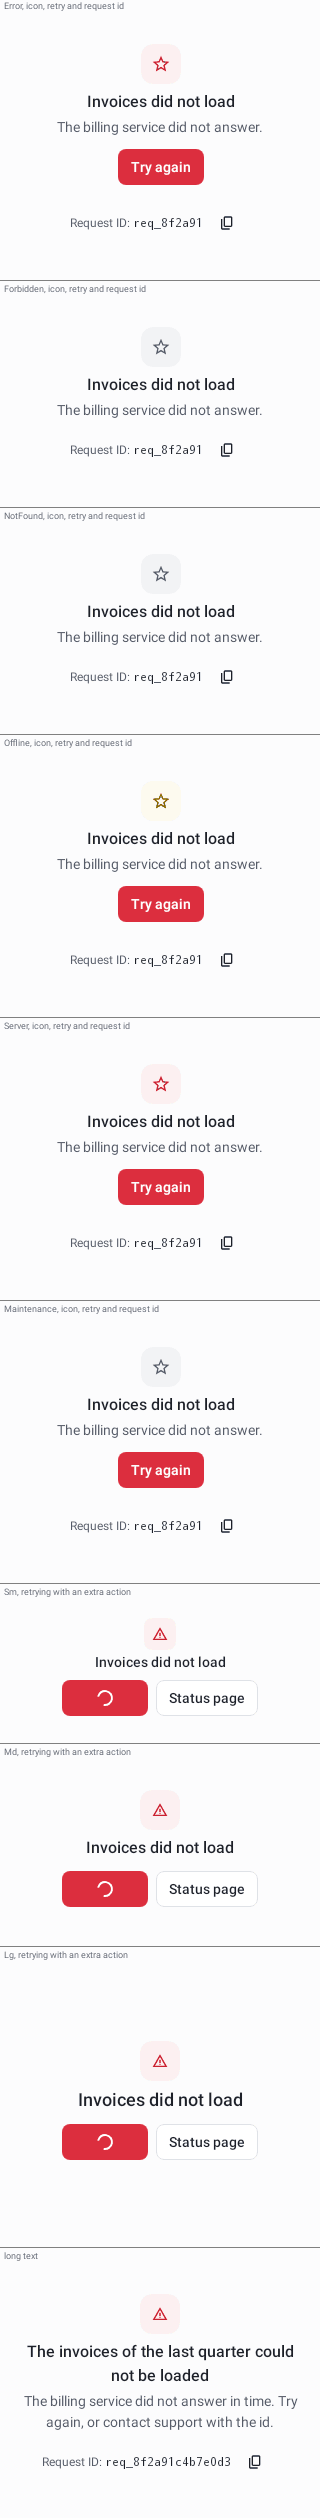 Error, icon, retry and request id
Invoices did not load
The billing service did not answer.
Try again
Request ID: req_8f2a91
Forbidden, icon, retry and request id
Invoices did not load
The billing service did not answer.
Request ID: req_8f2a91
NotFound, icon, retry and request id
Invoices did not load
The billing service did not answer.
Request ID: req_8f2a91
Offline, icon, retry and request id
Invoices did not load
The billing service did not answer.
Try again
Request ID: req_8f2a91
Server, icon, retry and request id
Invoices did not load
The billing service did not answer.
Try again
Request ID: req_8f2a91
Maintenance, icon, retry and request id
Invoices did not load
The billing service did not answer.
Try again
Request ID: req_8f2a91
Sm, retrying with an extra action
Invoices did not load
Status page
Md, retrying with an extra action
Invoices did not load
Status page
Lg, retrying with an extra action
Invoices did not load
Status page
long text
The invoices of the last quarter could
not be loaded
The billing service did not answer in time. Try
again, or contact support with the id.
Request ID: req_8f2a91c4b7e0d3